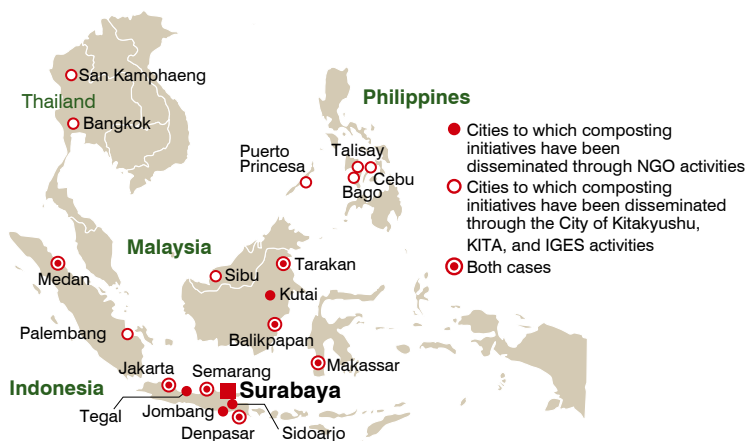 San Kamphaeng
Thailand
Bangkok
Philippines
Puerto
Princesa
Talisay
Cebu
Bago
Cities to which composting
initiatives have been
disseminated through NGO activities
Cities to which composting
initiatives have been disseminated
through the City of Kitakyushu,
KITA, and IGES activities
Both cases
Malaysia
Medan
Sibu
Tarakan
Kutai
Palembang
Balikpapan
Makassar
Jakarta
Semarang
Indonesia
Surabaya
Tegal
Jombang
Denpasar
Sidoarjo